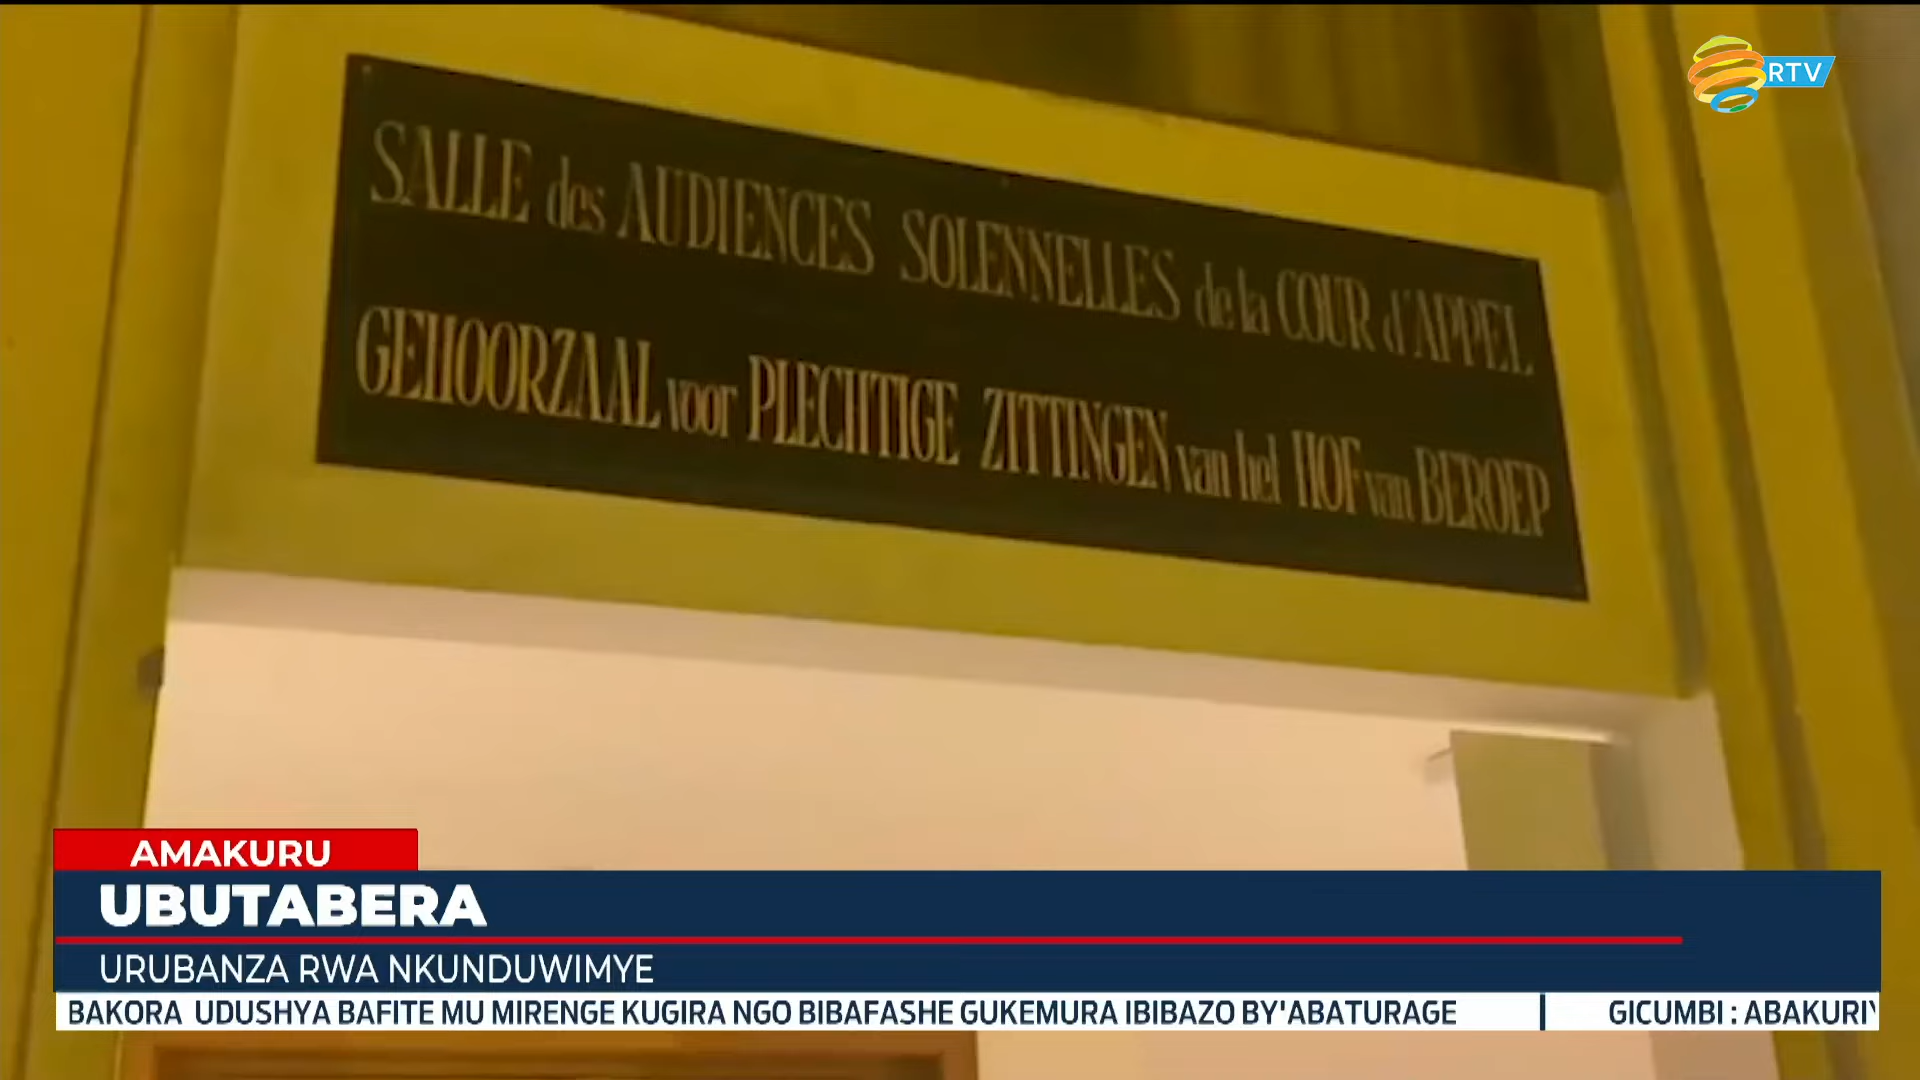 RTV
SALLE des AUDIENCES SOLENNELLES de la COUR d'APPEL
GEHOORZAAL voor PLECHTIGE ZITTINGEN van het HOF van BEROEP
AMAKURU
UBUTABERA
URUBANZA RWA NKUNDUWIMYE
BAKORA UDUSHYA BAFITE MU MIRENGE KUGIRA NGO BIBAFASHE GUKEMURA IBIBAZO BY'ABATURAGE | GICUMBI : ABAKURI